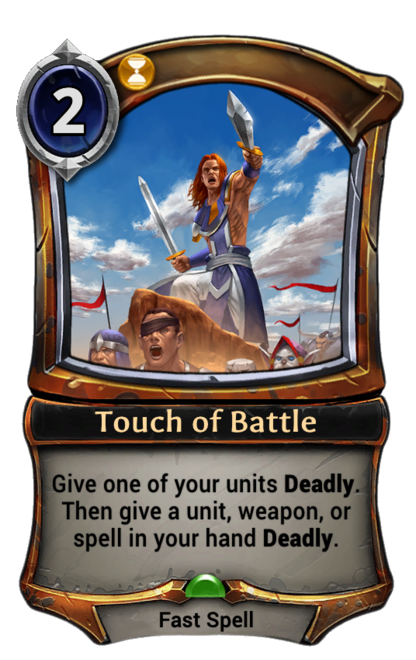 2
Touch of Battle
Give one of your units Deadly.
Then give a unit, weapon, or
spell in your hand Deadly.
Fast Spell